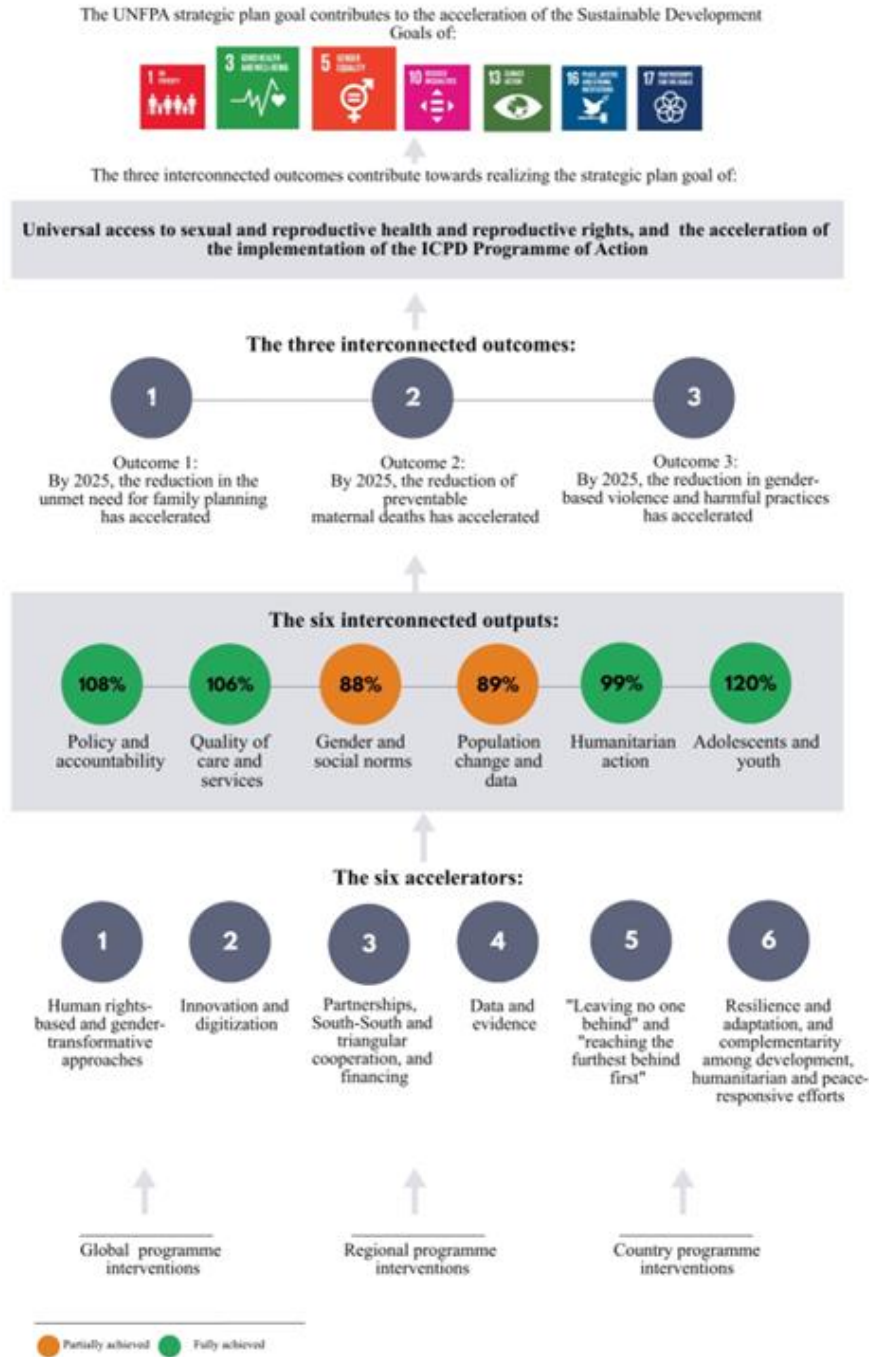 The UNFPA strategic plan goal contributes to the acceleration of the Sustainable Development
Goals of:
1
3 GOOD HEALTH
AND WELL-BEING
5 GENDER
EQUALITY
10
13 CLIMATE
ACTION
16
17
The three interconnected outcomes contribute towards realizing the strategic plan goal of:
Universal access to sexual and reproductive health and reproductive rights, and the acceleration of
the implementation of the ICPD Programme of Action
The three interconnected outcomes:
1
2
3
Outcome 1:
By 2025, the reduction in the
unmet need for family planning
has accelerated
Outcome 2:
By 2025, the reduction of
preventable
maternal deaths has accelerated
Outcome 3:
By 2025, the reduction in gender-
based violence and harmful practices
has accelerated
The six interconnected outputs:
108%
106%
88%
89%
99%
120%
Policy and
accountability
Quality of
care and
services
Gender and
social norms
Population
change and
data
Humanitarian
action
Adolescents and
youth
The six accelerators:
1
2
3
4
5
6
Human rights-
based and gender-
transformative
approaches
Innovation and
digitization
Partnerships,
South-South and
triangular
cooperation, and
financing
Data and
evidence
"Leaving no one
behind" and
"reaching the
furthest behind
first"
Resilience and
adaptation, and
complementarity
among development,
humanitarian and peace-
responsive efforts
Global programme
interventions
Regional programme
interventions
Country programme
interventions
Partially achieved
Fully achieved